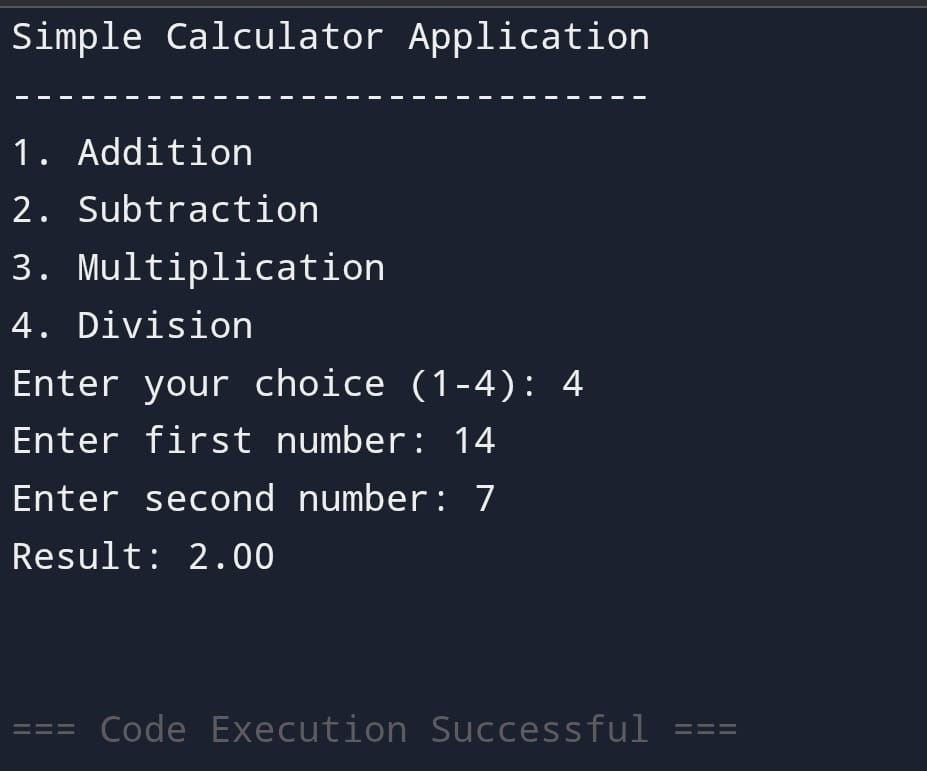 Simple Calculator Application
-----------------------------
1. Addition
2. Subtraction
3. Multiplication
4. Division
Enter your choice (1-4): 4
Enter first number: 14
Enter second number: 7
Result: 2.00
=== Code Execution Successful ===